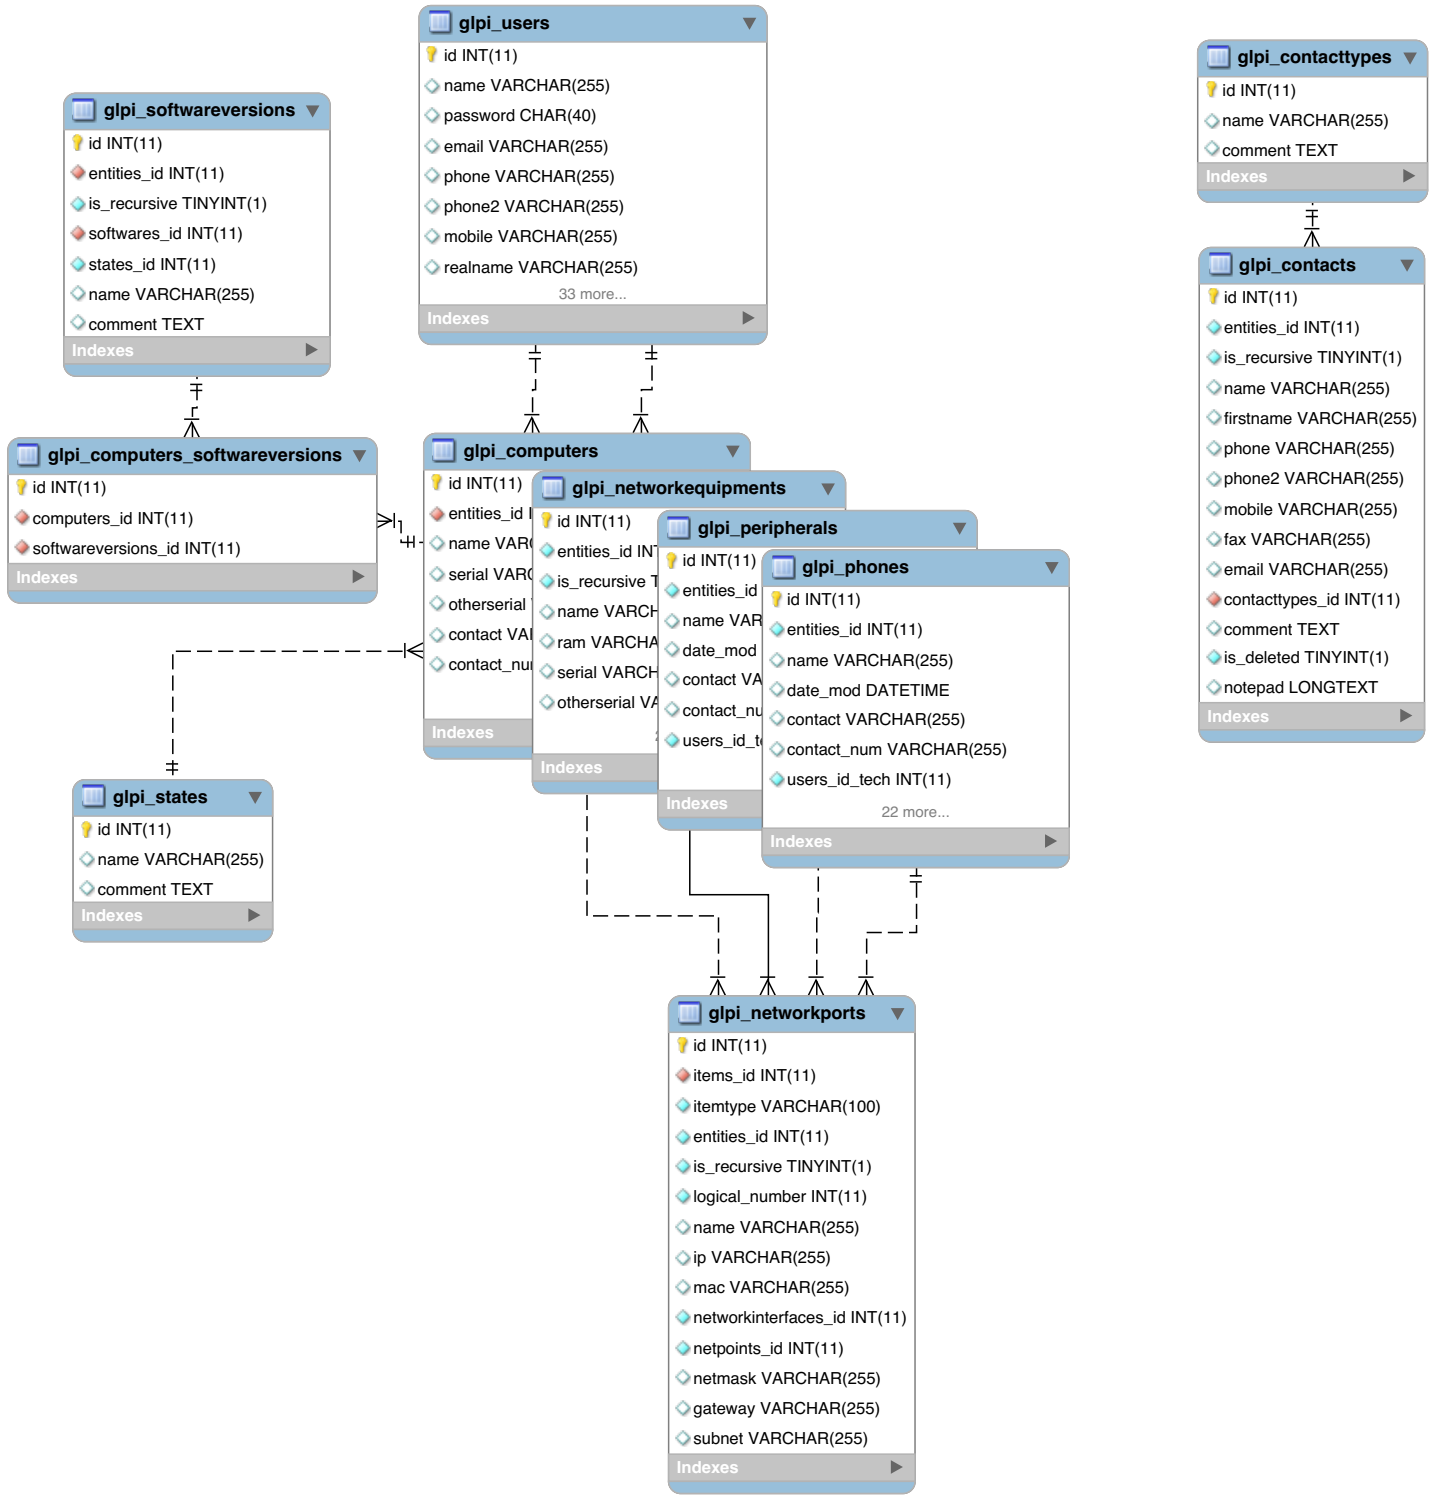 glpi_users
id INT(11)
name VARCHAR(255)
password CHAR(40)
email VARCHAR(255)
phone VARCHAR(255)
phone2 VARCHAR(255)
mobile VARCHAR(255)
realname VARCHAR(255)
33 more...
Indexes
glpi_contacttypes
id INT(11)
name VARCHAR(255)
comment TEXT
Indexes
glpi_softwareversions
id INT(11)
entities_id INT(11)
is_recursive TINYINT(1)
softwares_id INT(11)
states_id INT(11)
name VARCHAR(255)
comment TEXT
Indexes
glpi_contacts
id INT(11)
entities_id INT(11)
is_recursive TINYINT(1)
name VARCHAR(255)
firstname VARCHAR(255)
phone VARCHAR(255)
phone2 VARCHAR(255)
mobile VARCHAR(255)
fax VARCHAR(255)
email VARCHAR(255)
contacttypes_id INT(11)
comment TEXT
is_deleted TINYINT(1)
notepad LONGTEXT
Indexes
glpi_computers_softwareversions
id INT(11)
computers_id INT(11)
softwareversions_id INT(11)
Indexes
glpi_computers
id INT(11)
entities_id
name VARC
serial VARC
otherserial
contact VA
contact_nu
Indexes
glpi_networkequipments
id INT(11)
entities_id INT
is_recursive T
name VARCH
ram VARCHA
serial VARCH
otherserial VA
Indexes
glpi_peripherals
id INT(11)
entities_id
name VAR
date_mod
contact VA
contact_nu
users_id_t
Indexes
glpi_phones
id INT(11)
entities_id INT(11)
name VARCHAR(255)
date_mod DATETIME
contact VARCHAR(255)
contact_num VARCHAR(255)
users_id_tech INT(11)
22 more...
Indexes
glpi_states
id INT(11)
name VARCHAR(255)
comment TEXT
Indexes
glpi_networkports
id INT(11)
items_id INT(11)
itemtype VARCHAR(100)
entities_id INT(11)
is_recursive TINYINT(1)
logical_number INT(11)
name VARCHAR(255)
ip VARCHAR(255)
mac VARCHAR(255)
networkinterfaces_id INT(11)
netpoints_id INT(11)
netmask VARCHAR(255)
gateway VARCHAR(255)
subnet VARCHAR(255)
Indexes